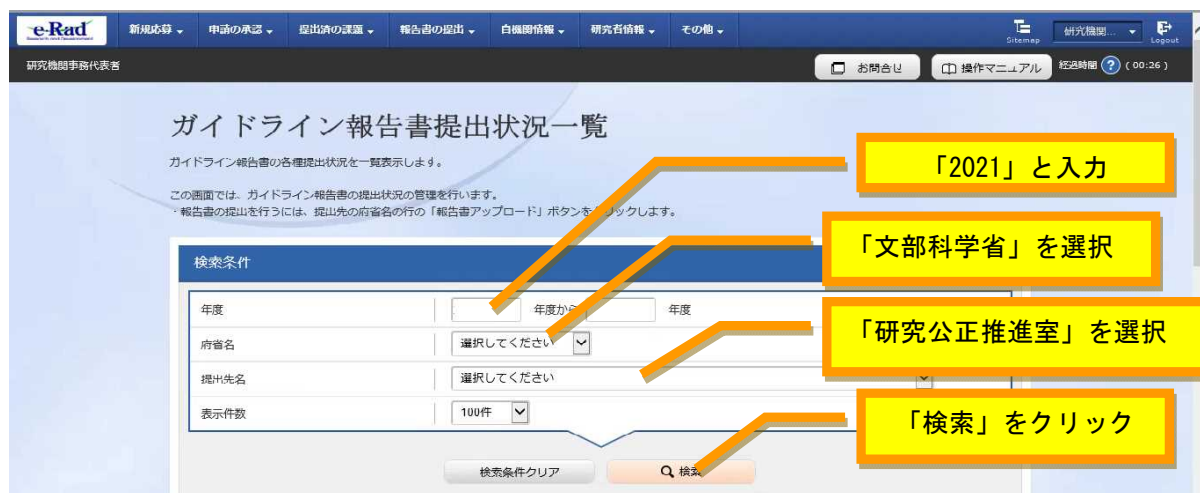 e-Rad 新規応募 申請の承認 提出済の課題 報告書の提出 自機関情報 研究者情報 その他 Sitemap 研究機関... Logout
研究機関事務代表者 お問合せ 操作マニュアル 経過時間 ? ( 00:26 )
ガイドライン報告書提出状況一覧
ガイドライン報告書の各種提出状況を一覧表示します。
「2021」と入力
この画面では、ガイドライン報告書の提出状況の管理を行います。
・報告書の提出を行うには、提出先の府省名の行の「報告書アップロード」ボタンをクリックします。
「文部科学省」を選択
検索条件
年度 年度から 年度
府省名 選択してください
「研究公正推進室」を選択
提出先名 選択してください
表示件数 100件
「検索」をクリック
検索条件クリア 検索